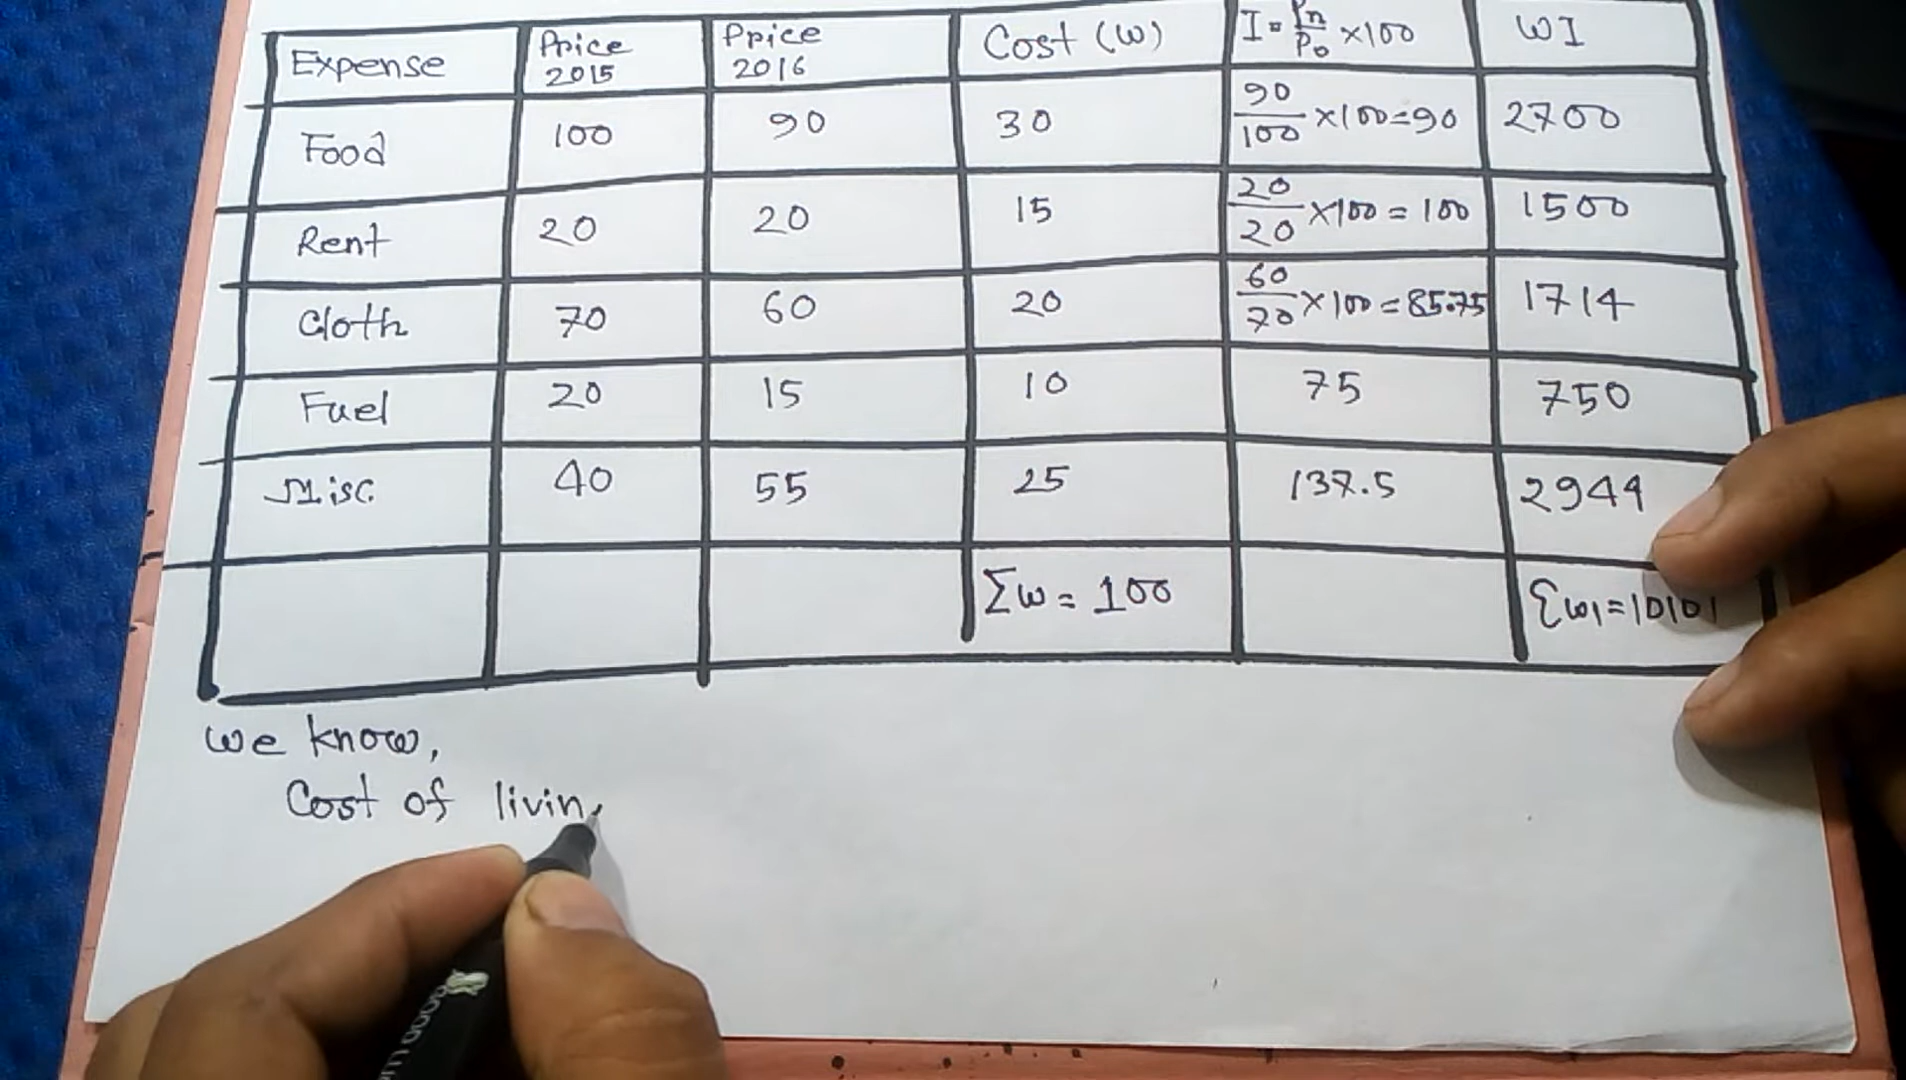 Expense Price 2015 Price 2016 Cost (W) I = Pn/Po ×100 WI
Food 100 90 30 90/100 ×100=90 2700
Rent 20 20 15 20/20 ×100 = 100 1500
Cloth 70 60 20 60/70 ×100 = 85.75 1714
Fuel 20 15 10 75 750
Misc. 40 55 25 137.5 2944
Σw = 100 ΣWI=10101
We know,
Cost of livin